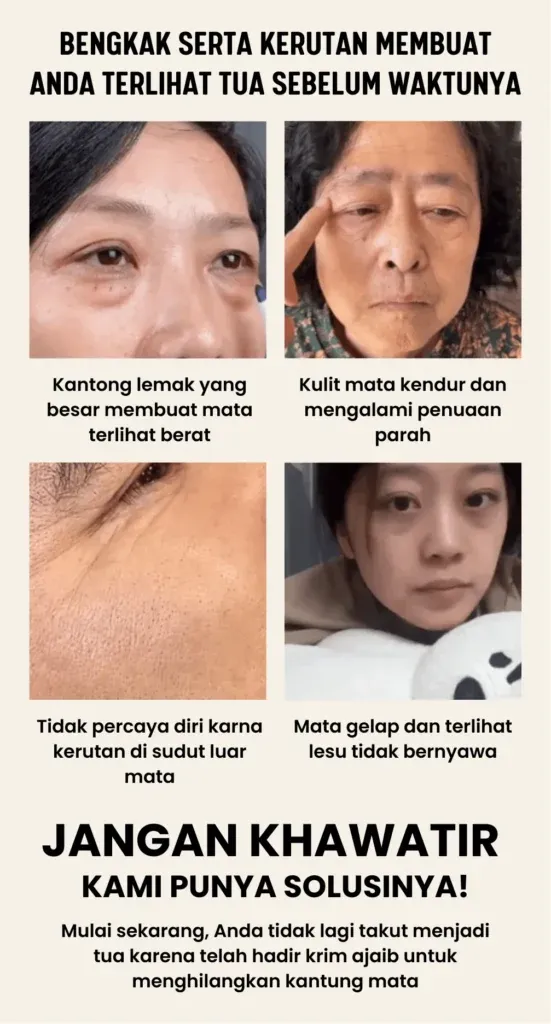 BENGKAK SERTA KERUTAN MEMBUAT
ANDA TERLIHAT TUA SEBELUM WAKTUNYA
Kantong lemak yang
besar membuat mata
terlihat berat
Kulit mata kendur dan
mengalami penuaan
parah
Tidak percaya diri karna
kerutan di sudut luar
mata
Mata gelap dan terlihat
lesu tidak bernyawa
JANGAN KHAWATIR
KAMI PUNYA SOLUSINYA!
Mulai sekarang, Anda tidak lagi takut menjadi
tua karena telah hadir krim ajaib untuk
menghilangkan kantung mata